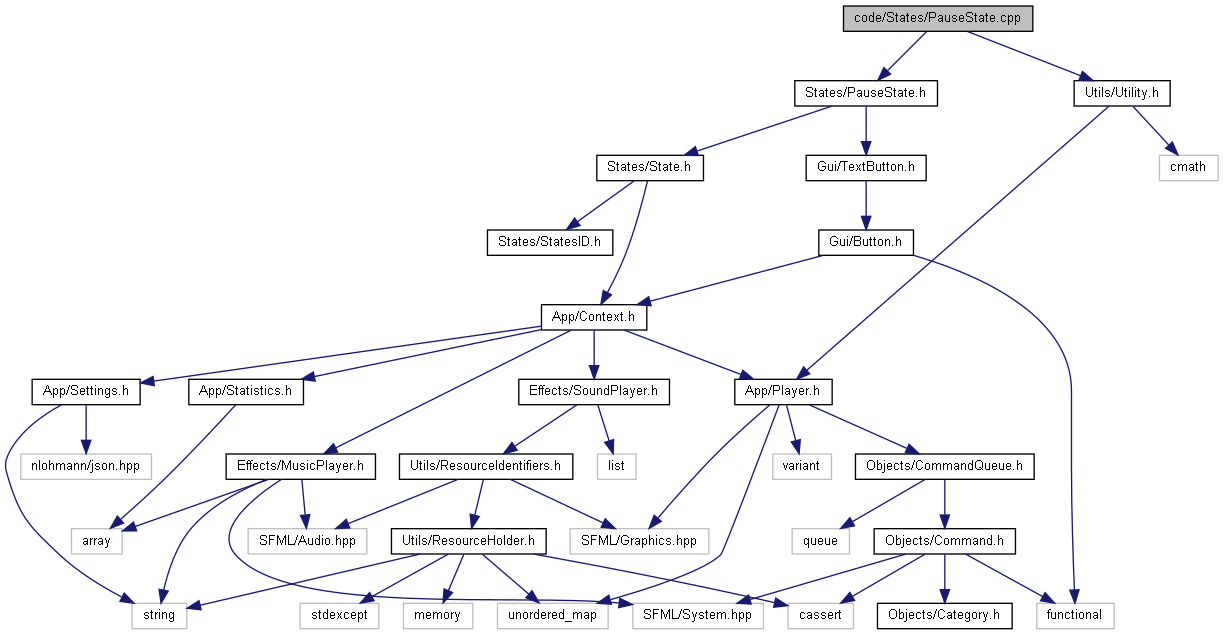 code/States/PauseState.cpp
States/PauseState.h
Utils/Utility.h
States/State.h
Gui/TextButton.h
cmath
States/StatesID.h
Gui/Button.h
App/Context.h
App/Settings.h
App/Statistics.h
Effects/SoundPlayer.h
App/Player.h
nlohmann/json.hpp
Effects/MusicPlayer.h
Utils/ResourceIdentifiers.h
list
variant
Objects/CommandQueue.h
array
SFML/Audio.hpp
Utils/ResourceHolder.h
SFML/Graphics.hpp
queue
Objects/Command.h
string
stdexcept
memory
unordered_map
SFML/System.hpp
cassert
Objects/Category.h
functional